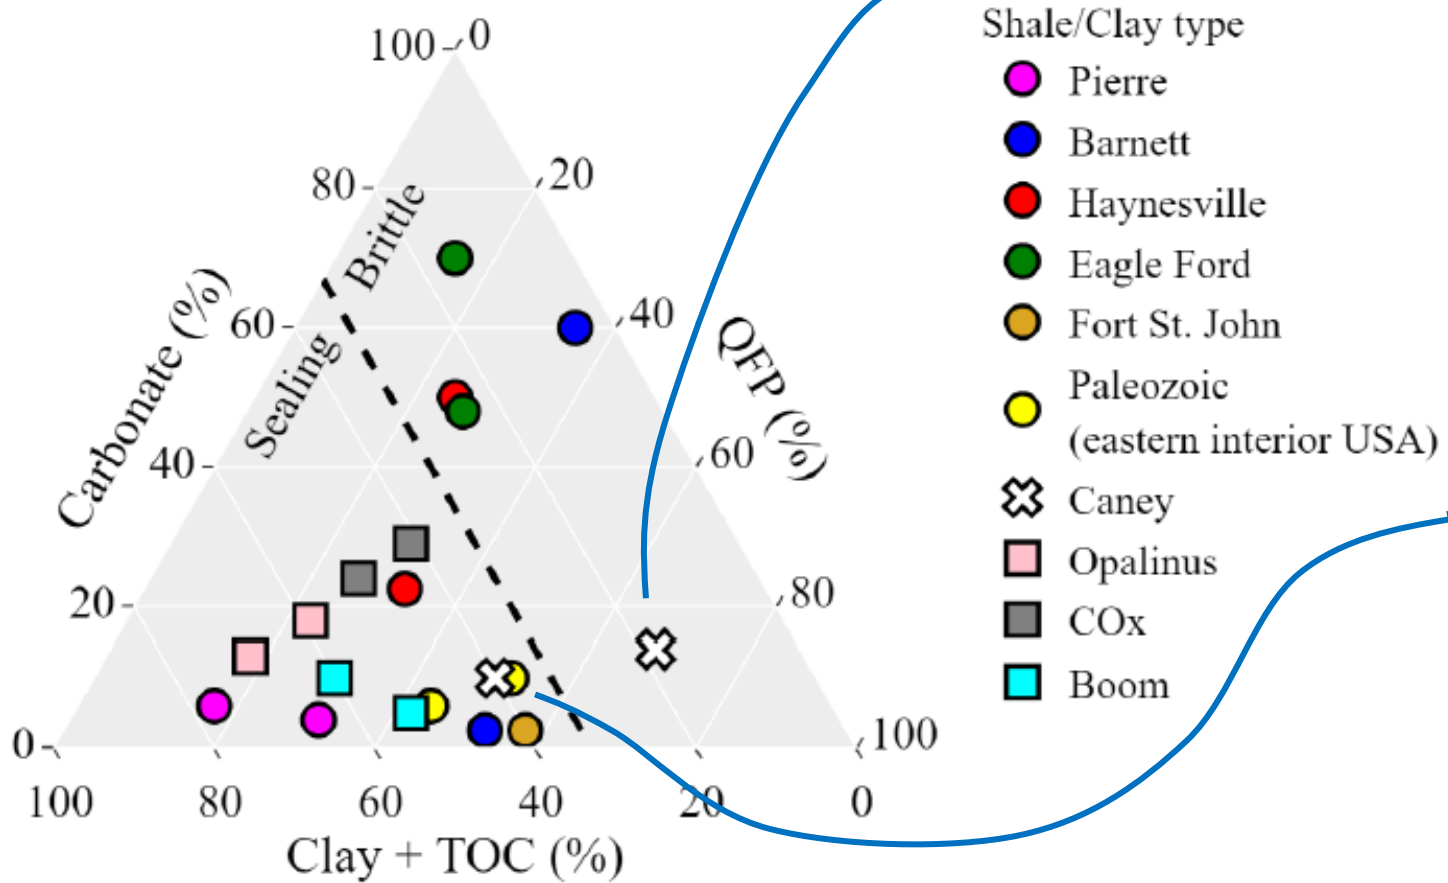 100
0
80
20
Brittle
60
40
Sealing
Carbonate (%)
QFP (%)
40
60
20
80
0
100
100
80
60
40
20
0
Clay + TOC (%)
Shale/Clay type
Pierre
Barnett
Haynesville
Eagle Ford
Fort St. John
Paleozoic
(eastern interior USA)
Caney
Opalinus
COx
Boom